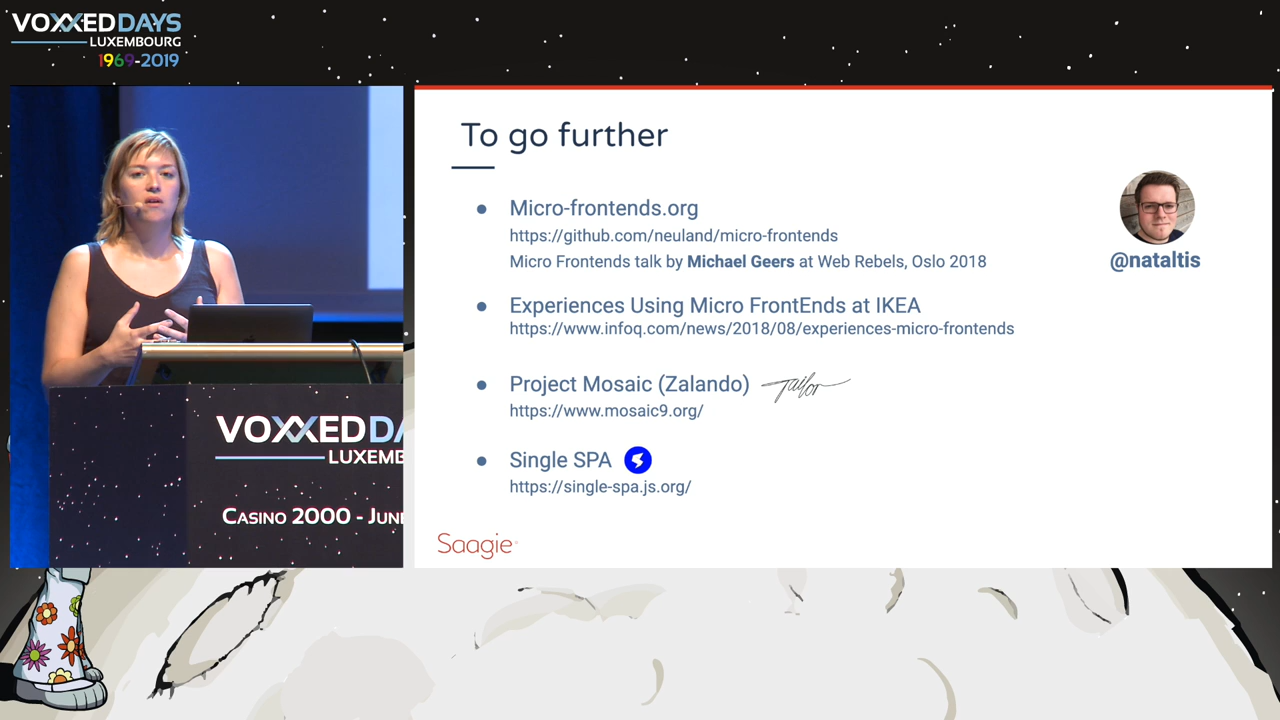 VOXXED DAYS
LUXEMBOURG
1969-2019
To go further
Micro-frontends.org
https://github.com/neuland/micro-frontends
Micro Frontends talk by Michael Geers at Web Rebels, Oslo 2018
@nataltis
Experiences Using Micro FrontEnds at IKEA
https://www.infoq.com/news/2018/08/experiences-micro-frontends
Project Mosaic (Zalando) Tailor
https://www.mosaic9.org/
Single SPA
https://single-spa.js.org/
Saagie
VOXXED DA
LUXEMB
CASINO 2000 - JUN